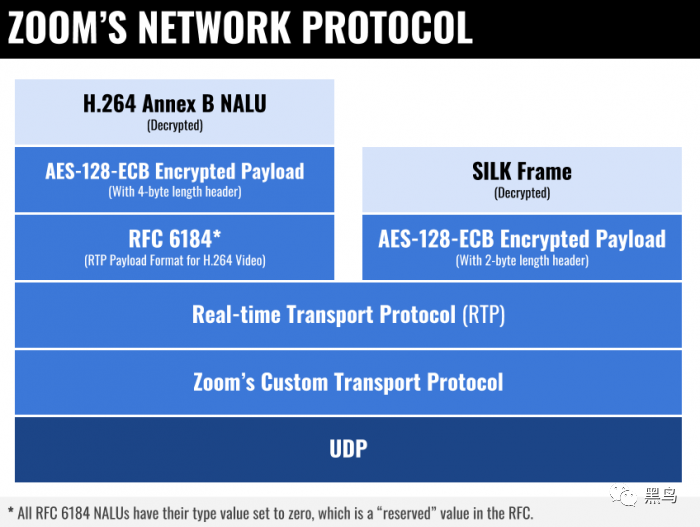 ZOOM'S NETWORK PROTOCOL
H.264 Annex B NALU
(Decrypted)
AES-128-ECB Encrypted Payload
(With 4-byte length header)
RFC 6184*
(RTP Payload Format for H.264 Video)
SILK Frame
(Decrypted)
AES-128-ECB Encrypted Payload
(With 2-byte length header)
Real-time Transport Protocol (RTP)
Zoom's Custom Transport Protocol
UDP
* All RFC 6184 NALUs have their type value set to zero, which is a “reserved” value in the RFC.
黑鸟